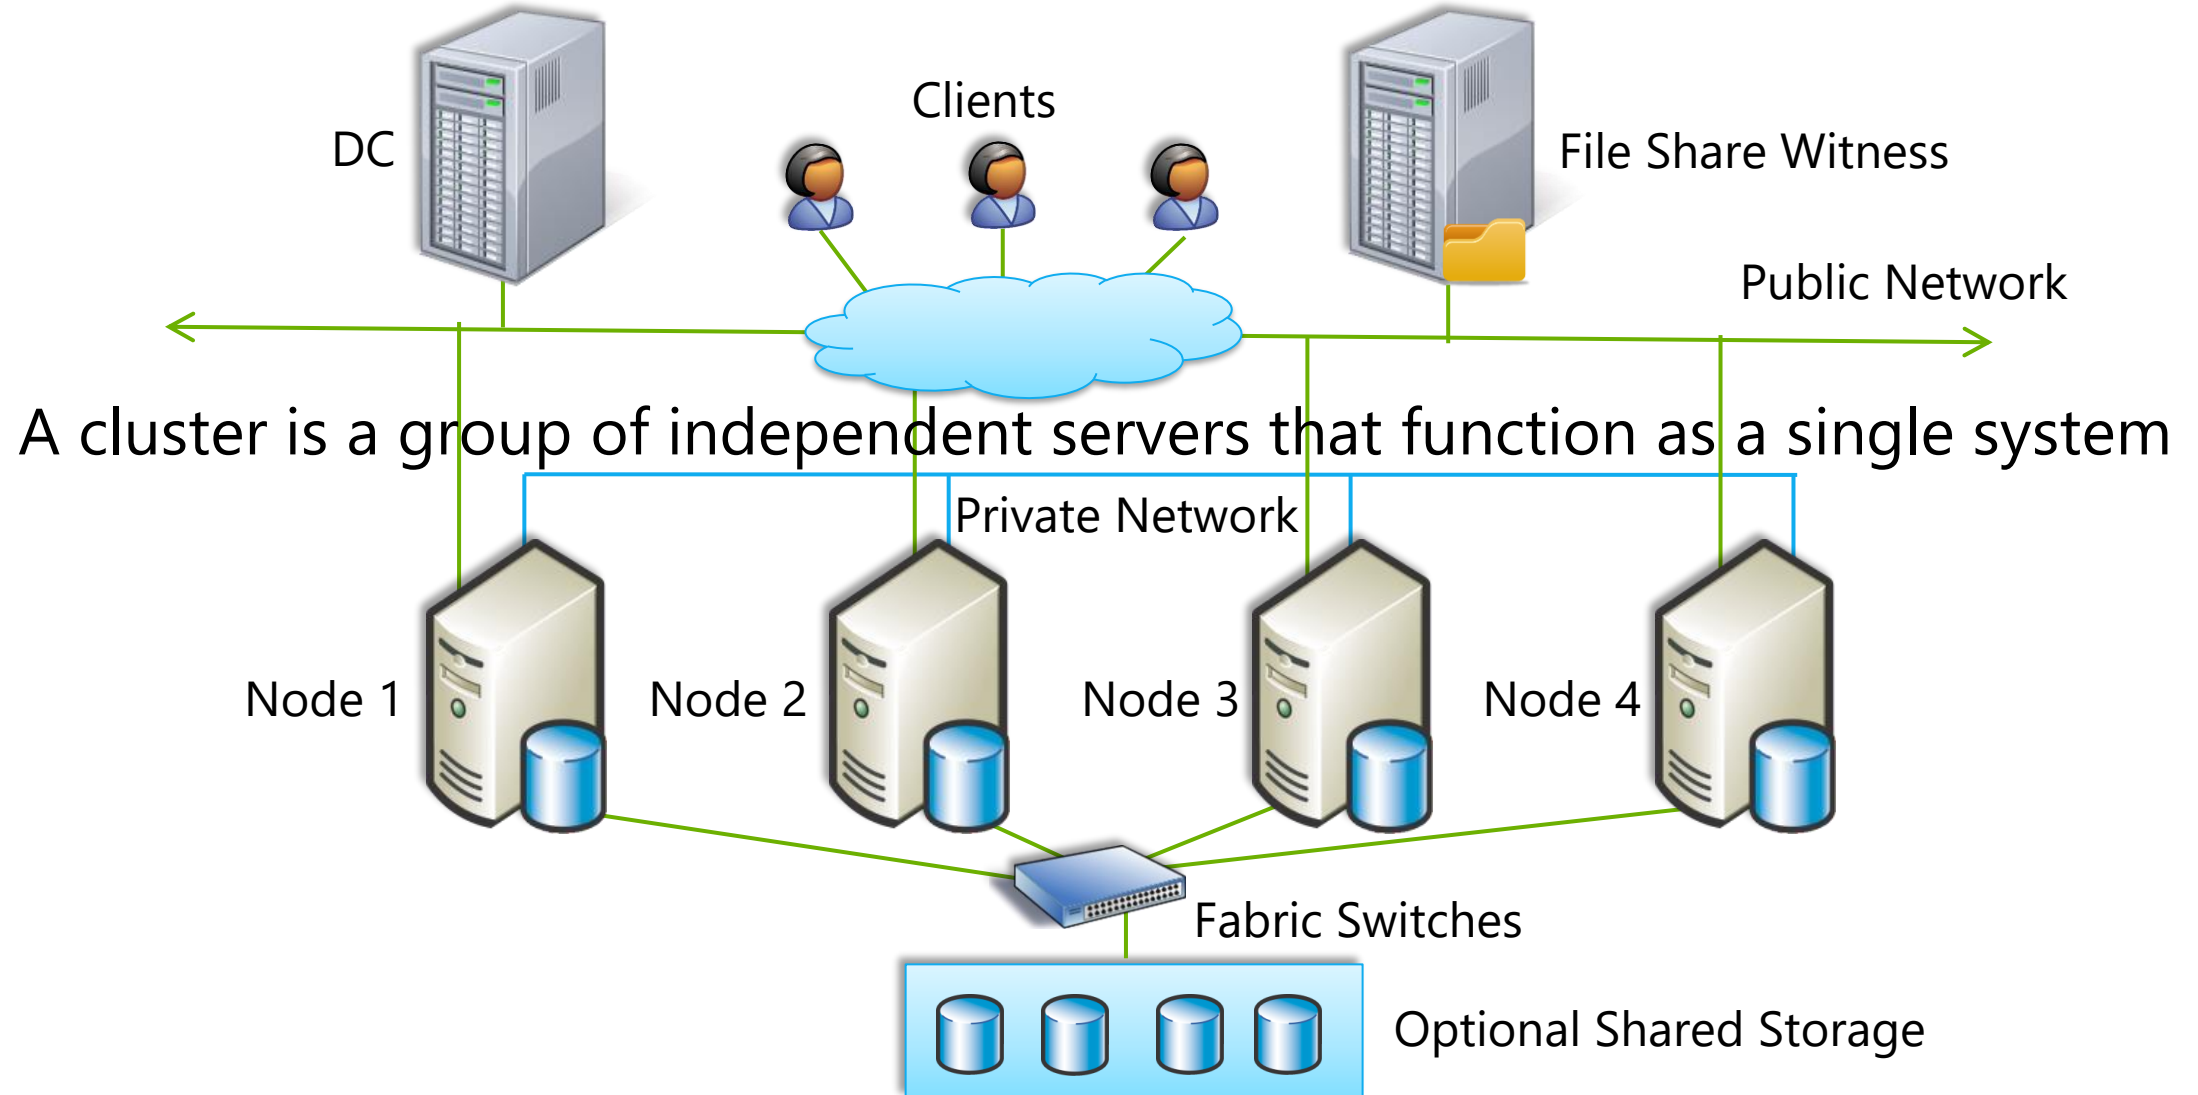 Clients
DC
File Share Witness
Public Network
A cluster is a group of independent servers that function as a single system
Private Network
Node 1
Node 2
Node 3
Node 4
Fabric Switches
Optional Shared Storage